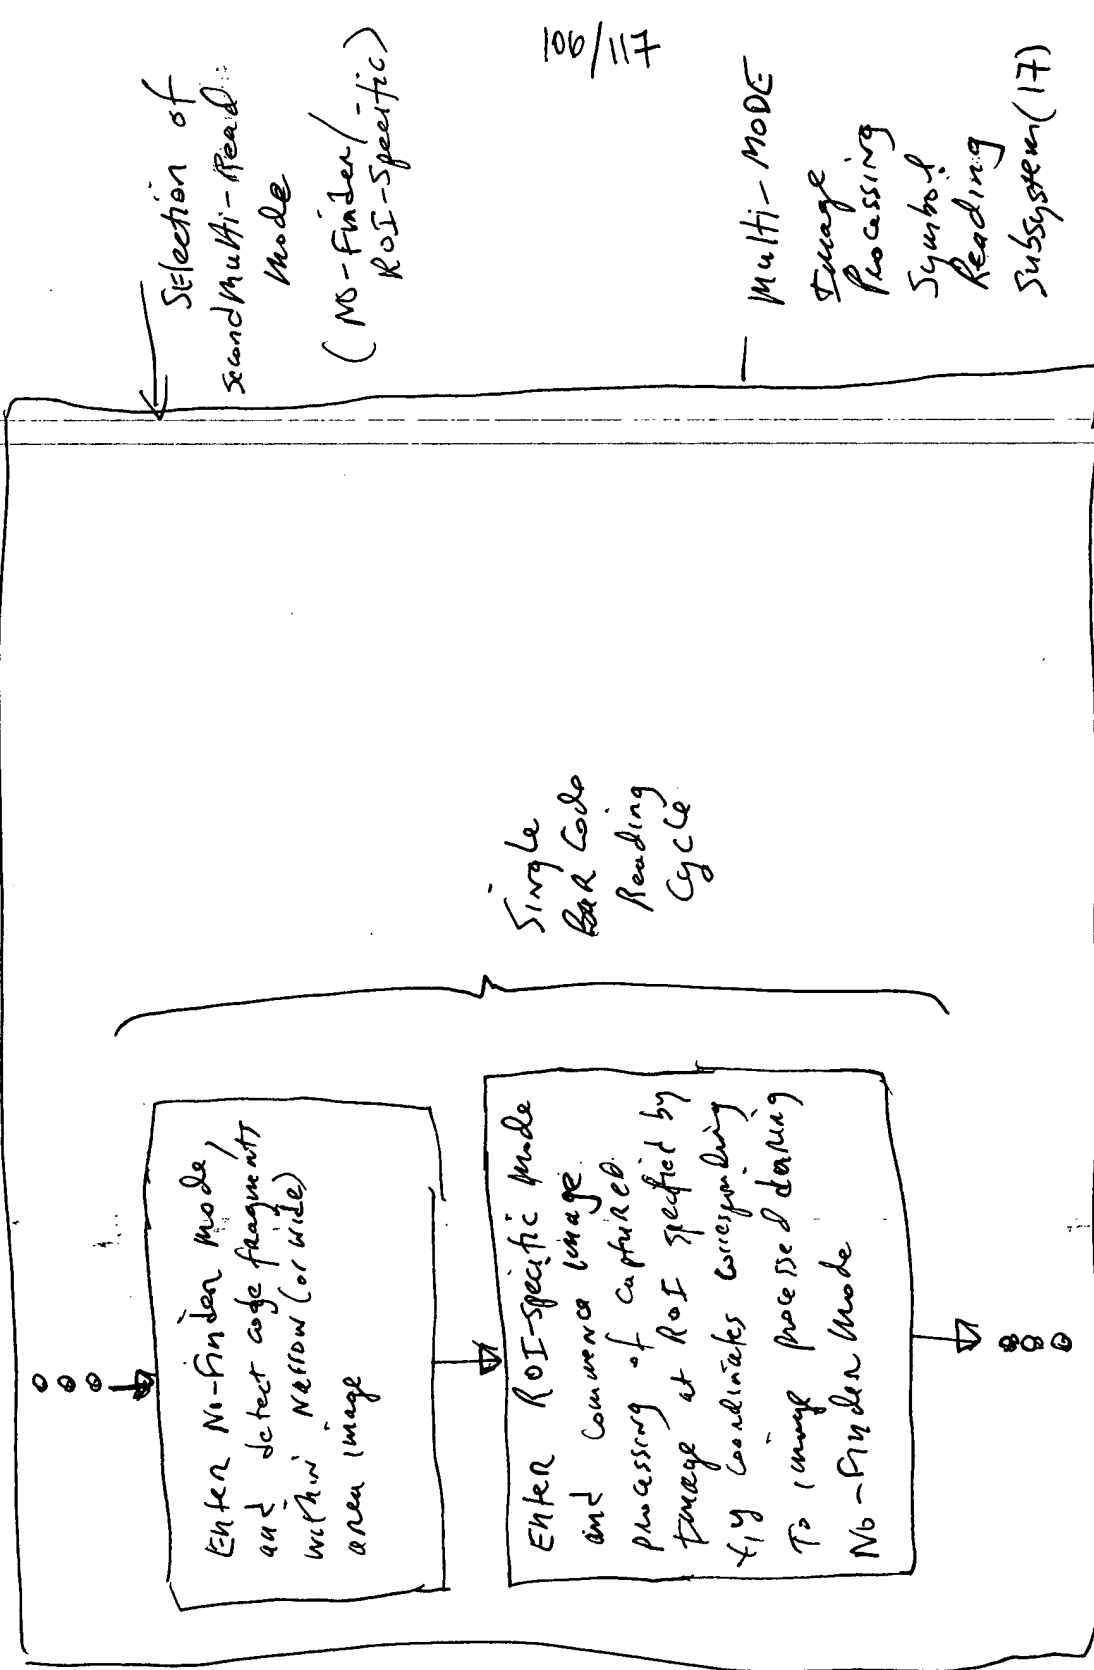 106/117
Selection of
Second Multi-Read
Mode
(No-Finder/
ROI-Specific)
Multi-MODE
Image
Processing
Symbol
Reading
Subsystem (17)
Enter No-Finder Mode,
and detect code fragments
within Narrow (or wide)
area image
Enter ROI-specific Mode
and commence image
processing of captured
Image at ROI specified by
x,y coordinates corresponding
To image processed during
No-Finder Mode
Single
Bar Code
Reading
Cycle